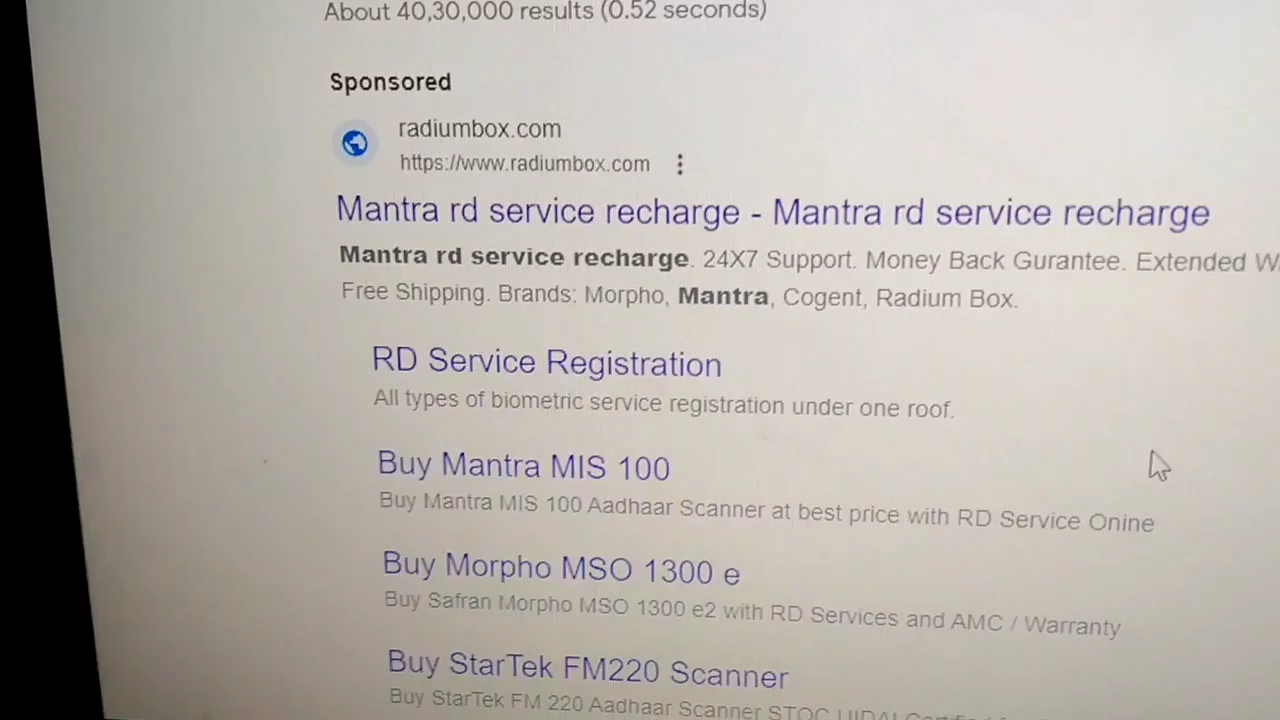 About 40,30,000 results (0.52 seconds)
Sponsored
radiumbox.com
https://www.radiumbox.com
Mantra rd service recharge - Mantra rd service recharge
Mantra rd service recharge. 24X7 Support. Money Back Gurantee. Extended
Free Shipping. Brands: Morpho, Mantra, Cogent, Radium Box.
RD Service Registration
All types of biometric service registration under one roof.
Buy Mantra MIS 100
Buy Mantra MIS 100 Aadhaar Scanner at best price with RD Service Onine
Buy Morpho MSO 1300 e
Buy Safran Morpho MSO 1300 e2 with RD Services and AMC / Warranty
Buy StarTek FM220 Scanner
Buy StarTek FM 220 Aadhaar Scanner STQC UIDAI